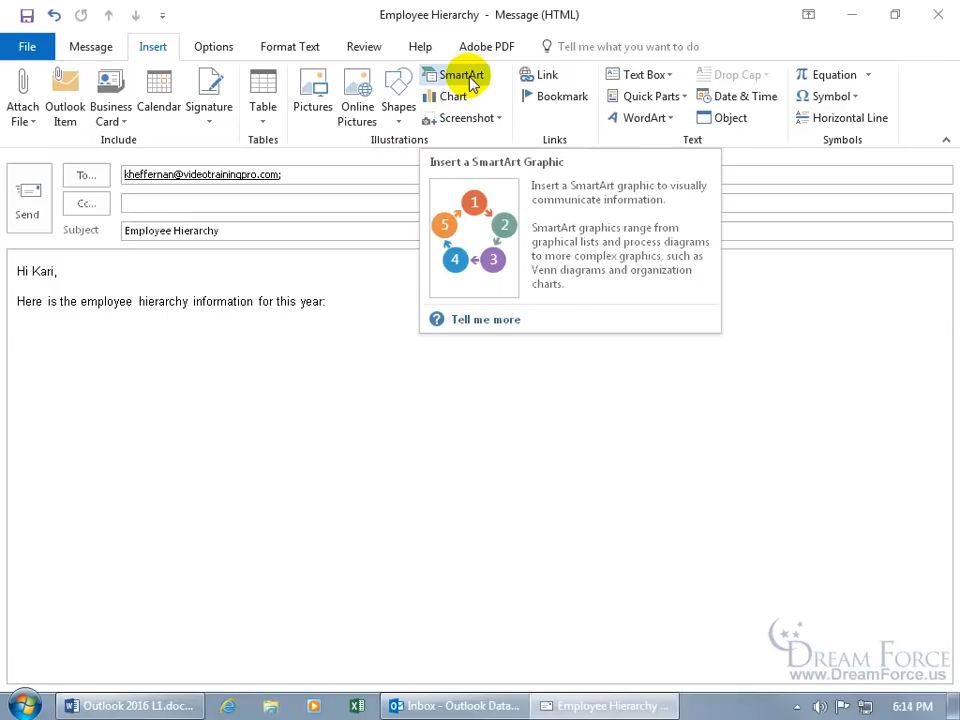 Employee Hierarchy - Message (HTML)
File Message Insert Options Format Text Review Help Adobe PDF Tell me what you want to do
Attach File
Outlook Item
Business Card
Calendar
Signature
Include
Table
Tables
Pictures
Online Pictures
Shapes
SmartArt
Chart
Screenshot
Illustrations
Link
Bookmark
Links
Text Box
Quick Parts
WordArt
Drop Cap
Date & Time
Object
Text
Equation
Symbol
Horizontal Line
Symbols
Send
To... kheffernan@videotrainingpro.com;
Cc...
Subject Employee Hierarchy
Hi Kari,
Here is the employee hierarchy information for this year:
Insert a SmartArt Graphic
1
2
3
4
5
Insert a SmartArt graphic to visually
communicate information.
SmartArt graphics range from
graphical lists and process diagrams
to more complex graphics, such as
Venn diagrams and organization
charts.
? Tell me more
DREAM FORCE
www.DreamForce.us
Outlook 2016 L1.doc...
Inbox - Outlook Data...
Employee Hierarchy ...
6:14 PM